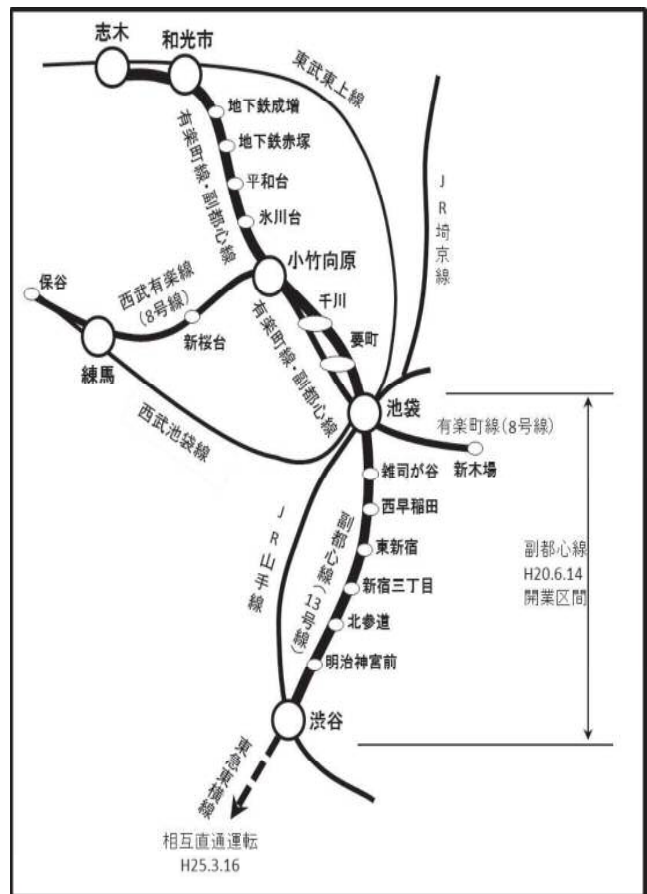 志木
和光市
東武東上線
地下鉄成増
地下鉄赤塚
平和台
氷川台
有楽町線・副都心線
JR埼京線
小竹向原
保谷
西武有楽線
(8号線)
新桜台
練馬
千川
要町
有楽町線・副都心線
池袋
西武池袋線
有楽町線(8号線)
新木場
雑司が谷
西早稲田
東新宿
新宿三丁目
北参道
明治神宮前
副都心線(13号線)
JR山手線
副都心線
H20.6.14
開業区間
渋谷
東急東横線
相互直通運転
H25.3.16